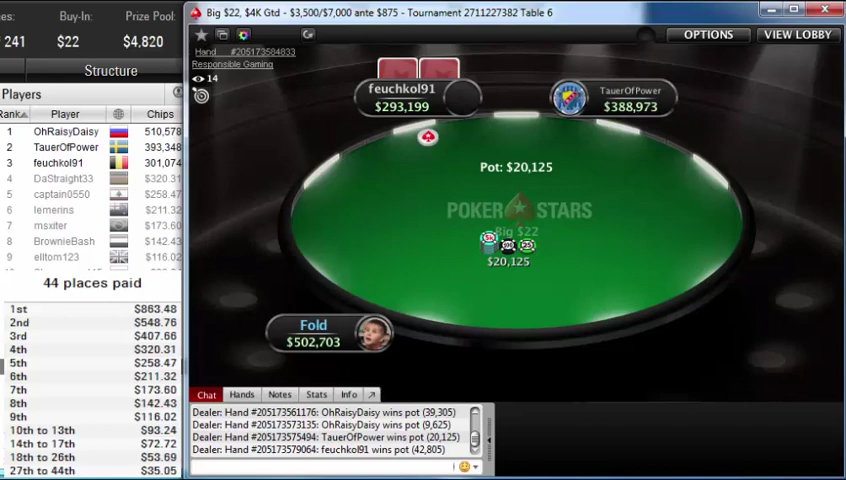 es:
Buy-In:
Prize Pool:
241
$22
$4,820
Structure
Players
Rank
Player
Chips
1 OhRaisyDaisy 510,578
2 TauerOfPower 393,348
3 feuchkol91 301,074
4 DaStraight33 $320.31
5 captain0550 $258.47
6 lemerins $211.32
7 msxiter $173.60
8 BrownieBash $142.43
9 elltom123 $116.02
44 places paid
1st $863.48
2nd $548.76
3rd $407.66
4th $320.31
5th $258.47
6th $211.32
7th $173.60
8th $142.43
9th $116.02
10th to 13th $93.24
14th to 17th $72.72
18th to 26th $53.69
27th to 44th $35.05
Big $22, $4K Gtd - $3,500/$7,000 ante $875 - Tournament 2711227382 Table 6
OPTIONS
VIEW LOBBY
Hand #205173584833
Responsible Gaming
14
feuchkol91
$293,199
TauerOfPower
$388,973
Pot: $20,125
POKER STARS
Big $22
$20,125
Fold
$502,703
Chat
Hands
Notes
Stats
Info
Dealer: Hand #205173561176: OhRaisyDaisy wins pot (39,305)
Dealer: Hand #205173573135: OhRaisyDaisy wins pot (9,625)
Dealer: Hand #205173575494: TauerOfPower wins pot (20,125)
Dealer: Hand #205173579064: feuchkol91 wins pot (42,805)